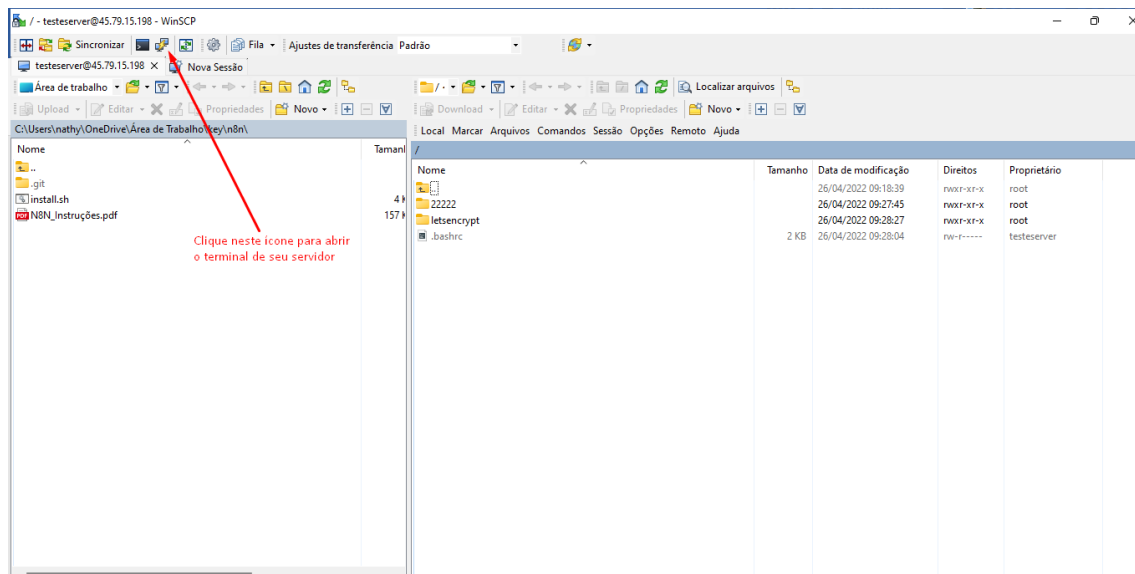 / - testeserver@45.79.15.198 - WinSCP
Sincronizar Fila Ajustes de transferência Padrão
testeserver@45.79.15.198 Nova Sessão
Área de trabalho
/ Localizar arquivos
Upload Editar Propriedades Novo
Download Editar Propriedades Novo
C:\Users\nathy\OneDrive\Área de Trabalho\key\n8n\
Local Marcar Arquivos Comandos Sessão Opções Remoto Ajuda
Nome
/
..
.git
install.sh 4
N8N_Instruções.pdf 157
Clique neste ícone para abrir
o terminal de seu servidor
Nome Tamanho Data de modificação Direitos Proprietário
.. 26/04/2022 09:18:39 rwxr-xr-x root
22222 26/04/2022 09:27:45 rwxr-xr-x root
letsencrypt 26/04/2022 09:28:27 rwxr-xr-x root
.bashrc 2 KB 26/04/2022 09:28:04 rw-r----- testeserver